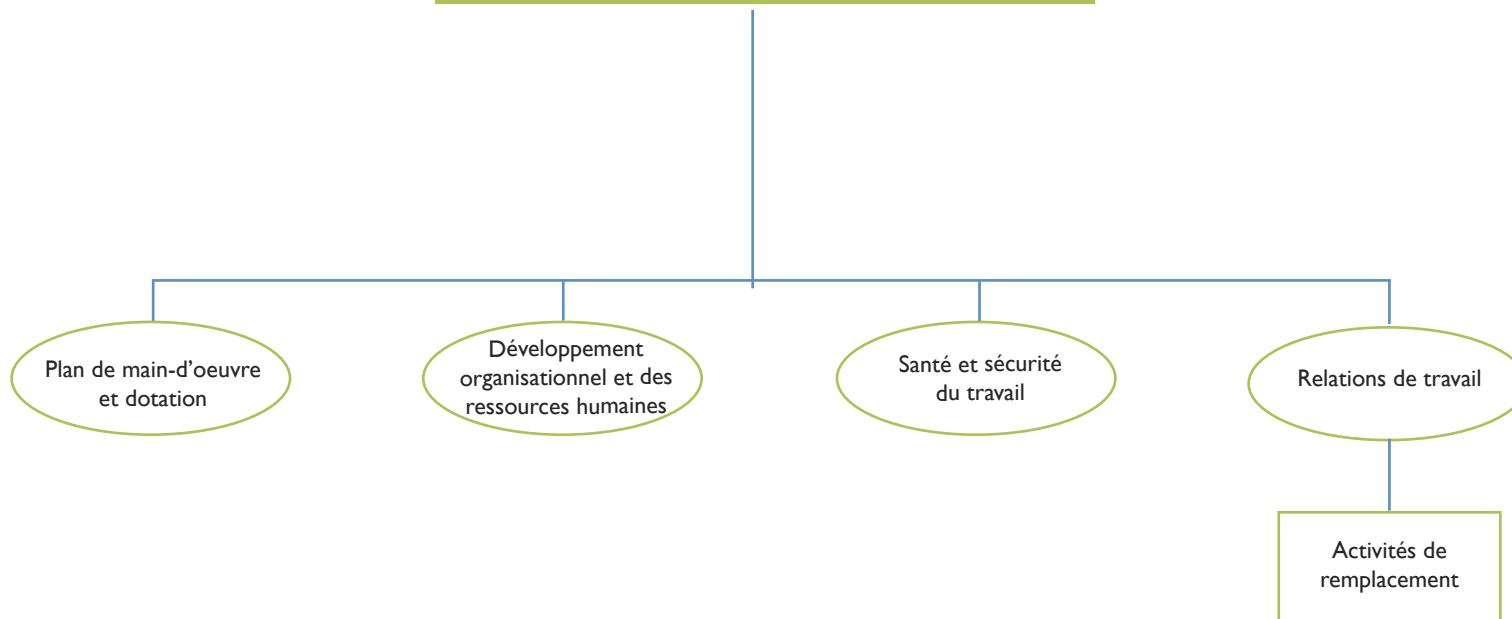 Plan de main-d'oeuvre
et dotation
Développement
organisationnel et des
ressources humaines
Santé et sécurité
du travail
Relations de travail
Activités de
remplacement